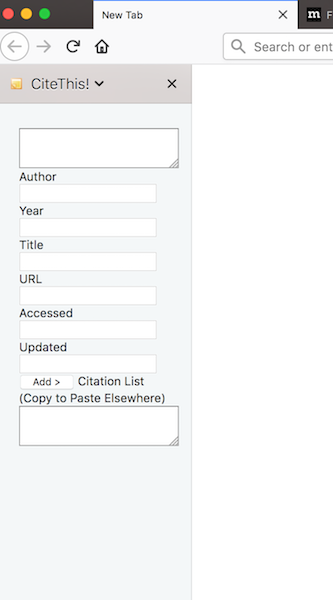 New Tab
m F
Search or ent
CiteThis!
Author
Year
Title
URL
Accessed
Updated
Add > Citation List
(Copy to Paste Elsewhere)